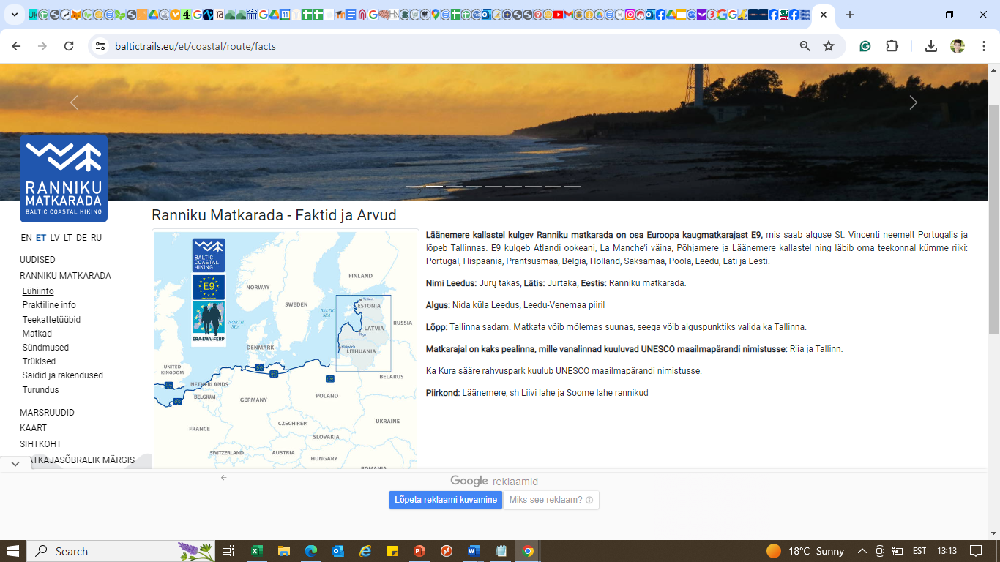 baltictrails.eu/et/coastal/route/facts
RANNIKU
MATKARADA
BALTIC COASTAL HIKING
EN ET LV LT DE RU
UUDISED
RANNIKU MATKARADA
Lühiinfo
Praktiline info
Teekattetüübid
Matkad
Sündmused
Trükised
Saidid ja rakendused
Turundus
MARSRUUDID
KAART
SIHTKOHT
ATKAJASÕBRALIK MÄRGIS
Ranniku Matkarada - Faktid ja Arvud
BALTIC
COASTAL
HIKING
E9
ERA-EWV-FERP
NORWAY
SWEDEN
FINLAND
NORTH
SEA
BALTIC
SEA
Tallinn
ESTONIA
RUSSIA
LATVIA
Riga
Klaipėda
LITHUANIA
DENMARK
UNITED
KINGDOM
NETHERLANDS
BELARUS
BELGIUM
GERMANY
POLAND
FRANCE
CZECH REP.
UKRAINE
SLOVAKIA
SWITZERLAND
AUSTRIA
HUNGARY
ROMANIA
Läänemere kallastel kulgev Ranniku matkarada on osa Euroopa kaugmatkarajast E9, mis saab alguse St. Vincenti neemelt Portugalis ja
lõpeb Tallinnas. E9 kulgeb Atlandi ookeani, La Manche'i väina, Põhjamere ja Läänemere kallastel ning läbib oma teekonnal kümme riiki:
Portugal, Hispaania, Prantsusmaa, Belgia, Holland, Saksamaa, Poola, Leedu, Läti ja Eesti.
Nimi Leedus: Jūrų takas, Lätis: Jūrtaka, Eestis: Ranniku matkarada.
Algus: Nida küla Leedus, Leedu-Venemaa piiril
Lõpp: Tallinna sadam. Matkata võib mõlemas suunas, seega võib alguspunktiks valida ka Tallinna.
Matkarajal on kaks pealinna, mille vanalinnad kuuluvad UNESCO maailmapärandi nimistusse: Riia ja Tallinn.
Ka Kura sääre rahvuspark kuulub UNESCO maailmapärandi nimistusse.
Piirkond: Läänemere, sh Liivi lahe ja Soome lahe rannikud
Google reklaamid
Lõpeta reklaami kuvamine
Miks see reklaam?
Search
18°C Sunny
EST
13:13